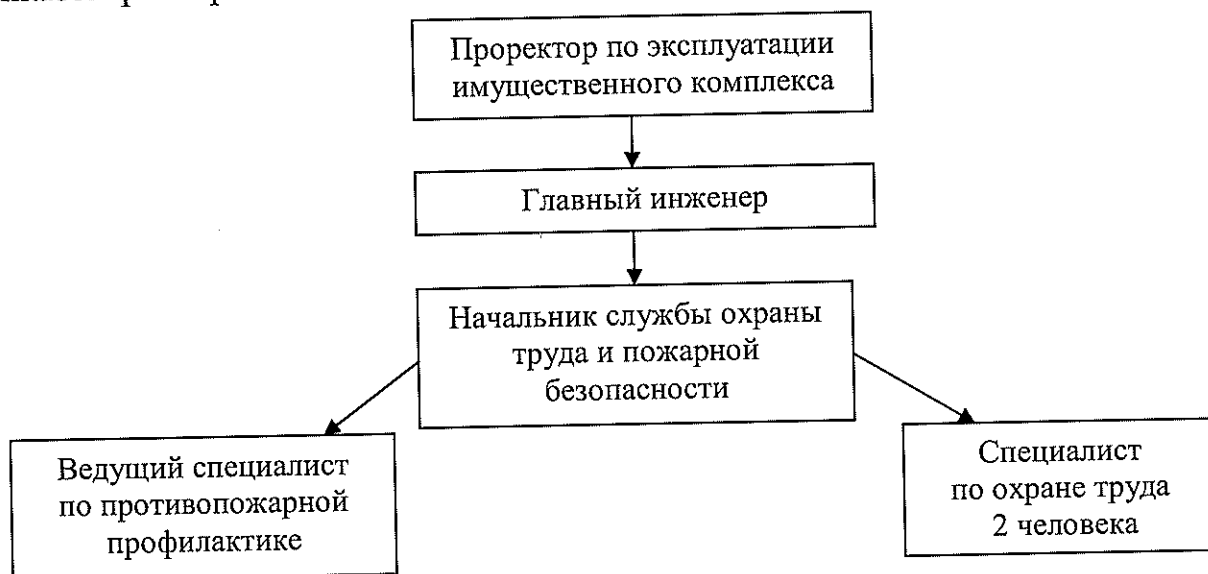 Проректор по эксплуатации
имущественного комплекса
Главный инженер
Начальник службы охраны
труда и пожарной
безопасности
Ведущий специалист
по противопожарной
профилактике
Специалист
по охране труда
2 человека